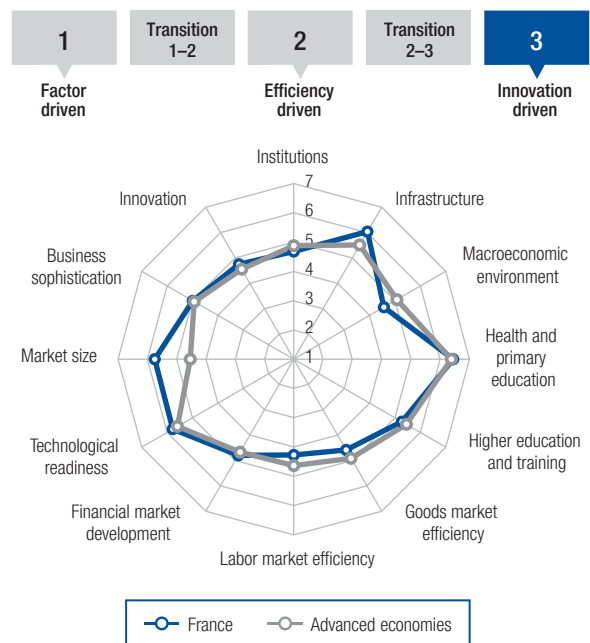 1
Transition
1–2
2
Transition
2–3
3
Factor
driven
Efficiency
driven
Innovation
driven
Institutions
7
Innovation
6
Infrastructure
5
Business
sophistication
4
Macroeconomic
environment
3
2
Market size
1
Health and
primary
education
Technological
readiness
Higher education
and training
Financial market
development
Goods market
efficiency
Labor market efficiency
France
Advanced economies